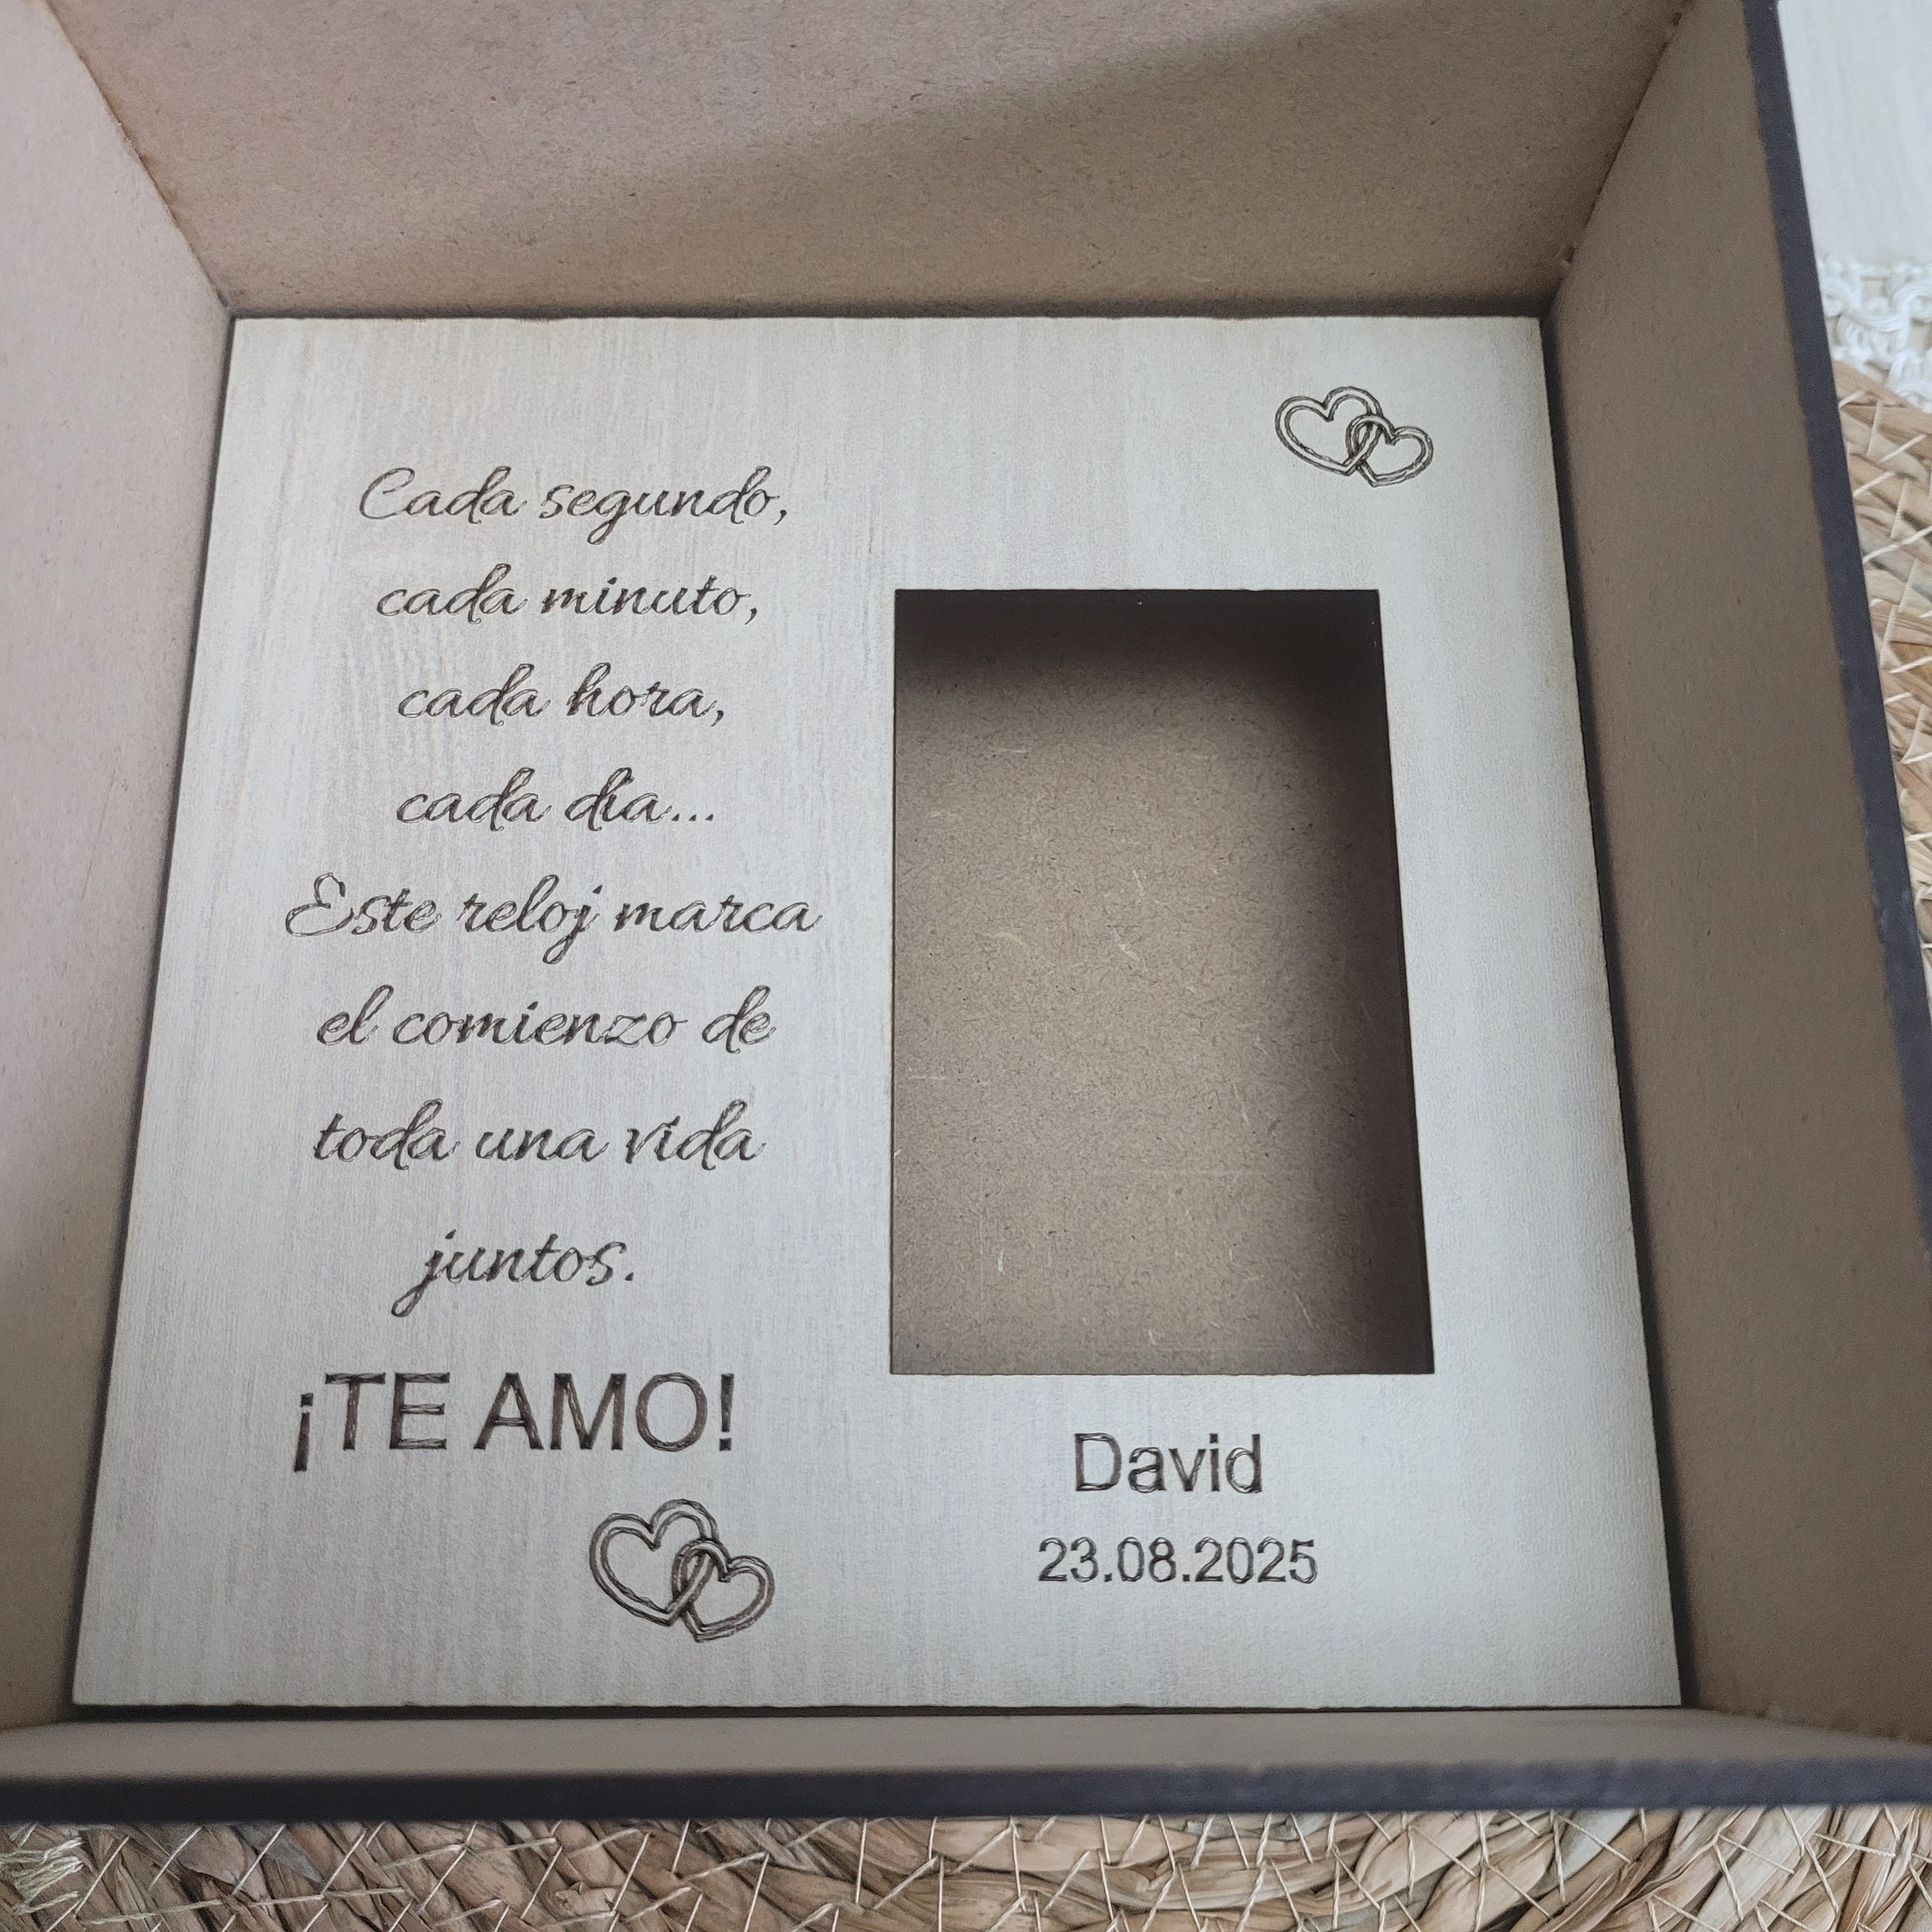 Cada segundo,
cada minuto,
cada hora,
cada día...
Este reloj marca
el comienzo de
toda una vida
juntos.
¡TE AMO!
David
23.08.2025